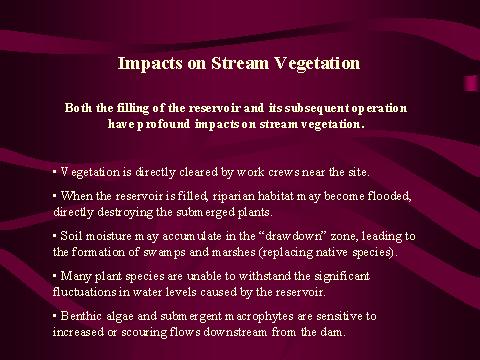 Impacts on Stream Vegetation
Both the filling of the reservoir and its subsequent operation
have profound impacts on stream vegetation.
• Vegetation is directly cleared by work crews near the site.
• When the reservoir is filled, riparian habitat may become flooded,
directly destroying the submerged plants.
• Soil moisture may accumulate in the “drawdown” zone, leading to
the formation of swamps and marshes (replacing native species).
• Many plant species are unable to withstand the significant
fluctuations in water levels caused by the reservoir.
• Benthic algae and submergent macrophytes are sensitive to
increased or scouring flows downstream from the dam.